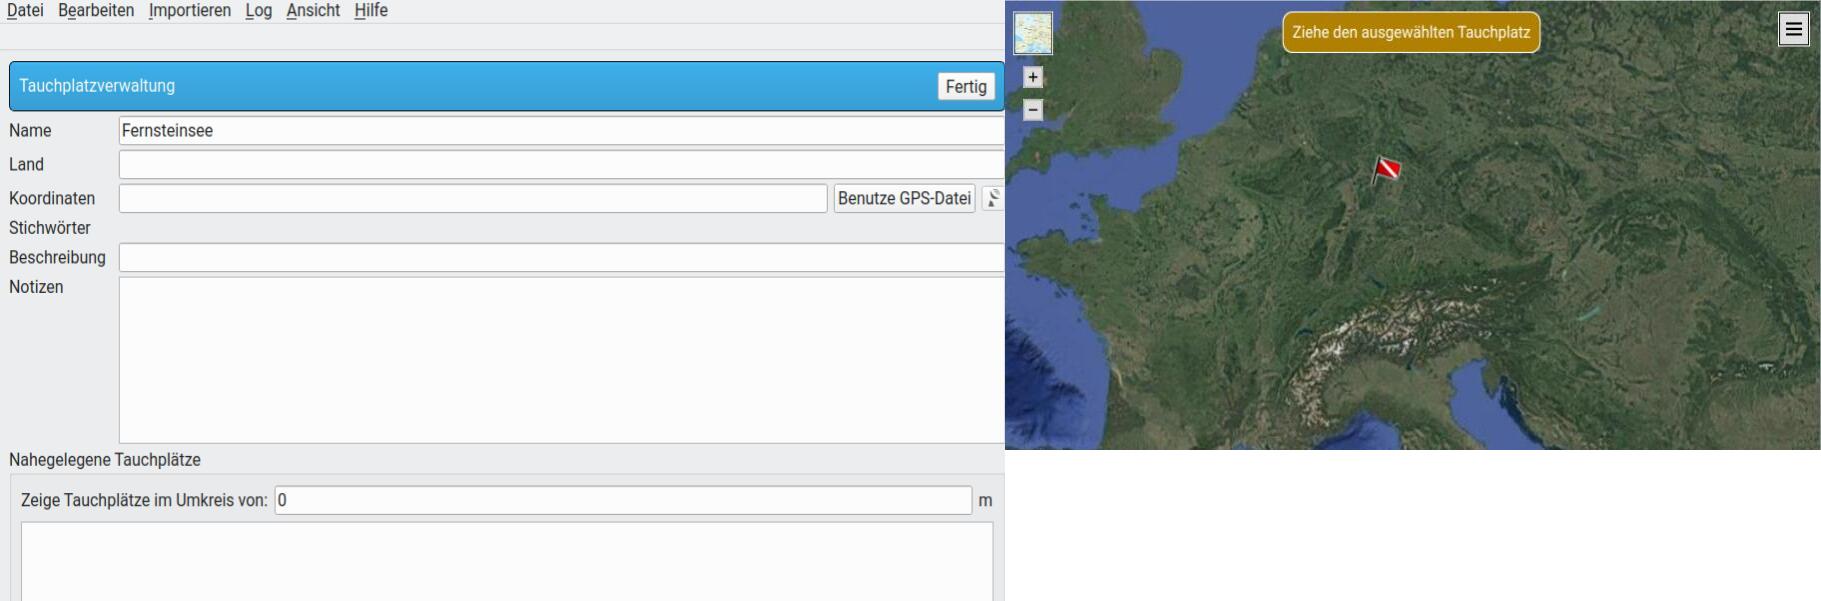 Datei Bearbeiten Importieren Log Ansicht Hilfe
Tauchplatzverwaltung Fertig
Name Fernsteinsee
Land
Koordinaten Benutze GPS-Datei
Stichwörter
Beschreibung
Notizen
Nahegelegene Tauchplätze
Zeige Tauchplätze im Umkreis von: 0 m
Ziehe den ausgewählten Tauchplatz
+
−